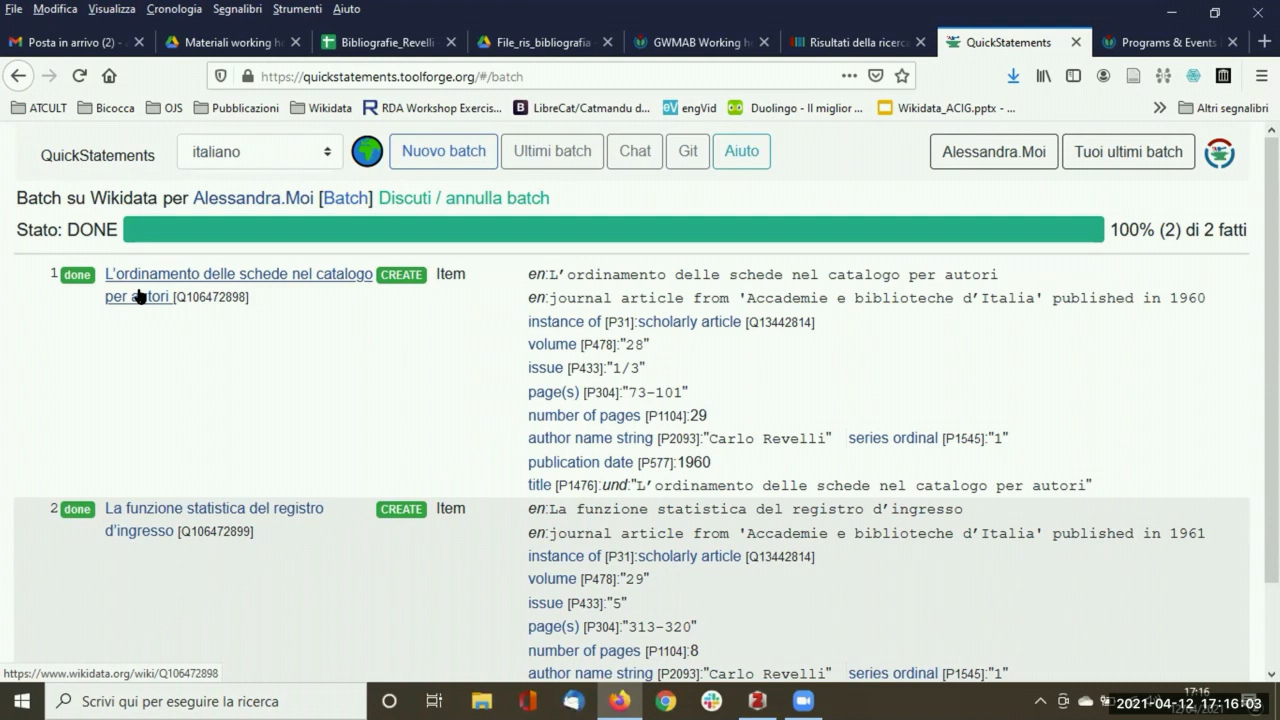 File Modifica Visualizza Cronologia Segnalibri Strumenti Aiuto
Posta in arrivo (2) - Materiali working h Bibliografie_Revelli File_ris_bibliografia - GWMAB Working h Risultati della ricerc QuickStatements Programs & Events
https://quickstatements.toolforge.org/#/batch
ATCULT Bicocca OJS Pubblicazioni Wikidata RDA Workshop Exercis... LibreCat/Catmandu d... engVid Duolingo - Il miglior ... Wikidata_ACIG.pptx - ... Altri segnalibri
QuickStatements italiano Nuovo batch Ultimi batch Chat Git Aiuto Alessandra.Moi Tuoi ultimi batch
Batch su Wikidata per Alessandra.Moi [Batch] Discuti / annulla batch
Stato: DONE 100% (2) di 2 fatti
1 done L’ordinamento delle schede nel catalogo CREATE Item en:L’ordinamento delle schede nel catalogo per autori
per autori [Q106472898] en:journal article from 'Accademie e biblioteche d’Italia' published in 1960
instance of [P31]:scholarly article [Q13442814]
volume [P478]:"28"
issue [P433]:"1/3"
page(s) [P304]:"73-101"
number of pages [P1104]:29
author name string [P2093]:"Carlo Revelli" series ordinal [P1545]:"1"
publication date [P577]:1960
title [P1476]:und:"L’ordinamento delle schede nel catalogo per autori"
2 done La funzione statistica del registro CREATE Item en:La funzione statistica del registro d’ingresso
d’ingresso [Q106472899] en:journal article from 'Accademie e biblioteche d’Italia' published in 1961
instance of [P31]:scholarly article [Q13442814]
volume [P478]:"29"
issue [P433]:"5"
page(s) [P304]:"313-320"
number of pages [P1104]:8
author name string [P2093]:"Carlo Revelli" series ordinal [P1545]:"1"
https://www.wikidata.org/wiki/Q106472898
Scrivi qui per eseguire la ricerca
17:16
2021-04-12 17:16:03